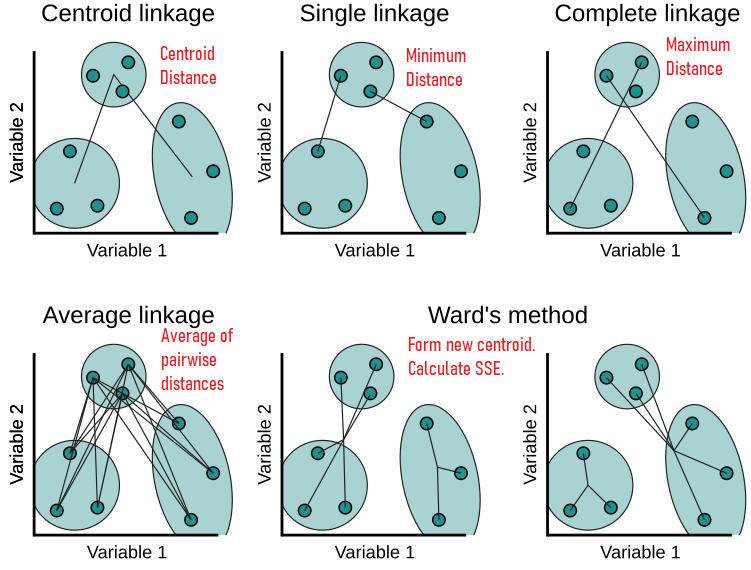 Centroid linkage
Single linkage
Complete linkage
Centroid
Distance
Minimum
Distance
Maximum
Distance
Variable 2
Variable 2
Variable 2
Variable 1
Variable 1
Variable 1
Average linkage
Ward's method
Average of
pairwise
distances
Form new centroid.
Calculate SSE.
Variable 2
Variable 2
Variable 2
Variable 1
Variable 1
Variable 1